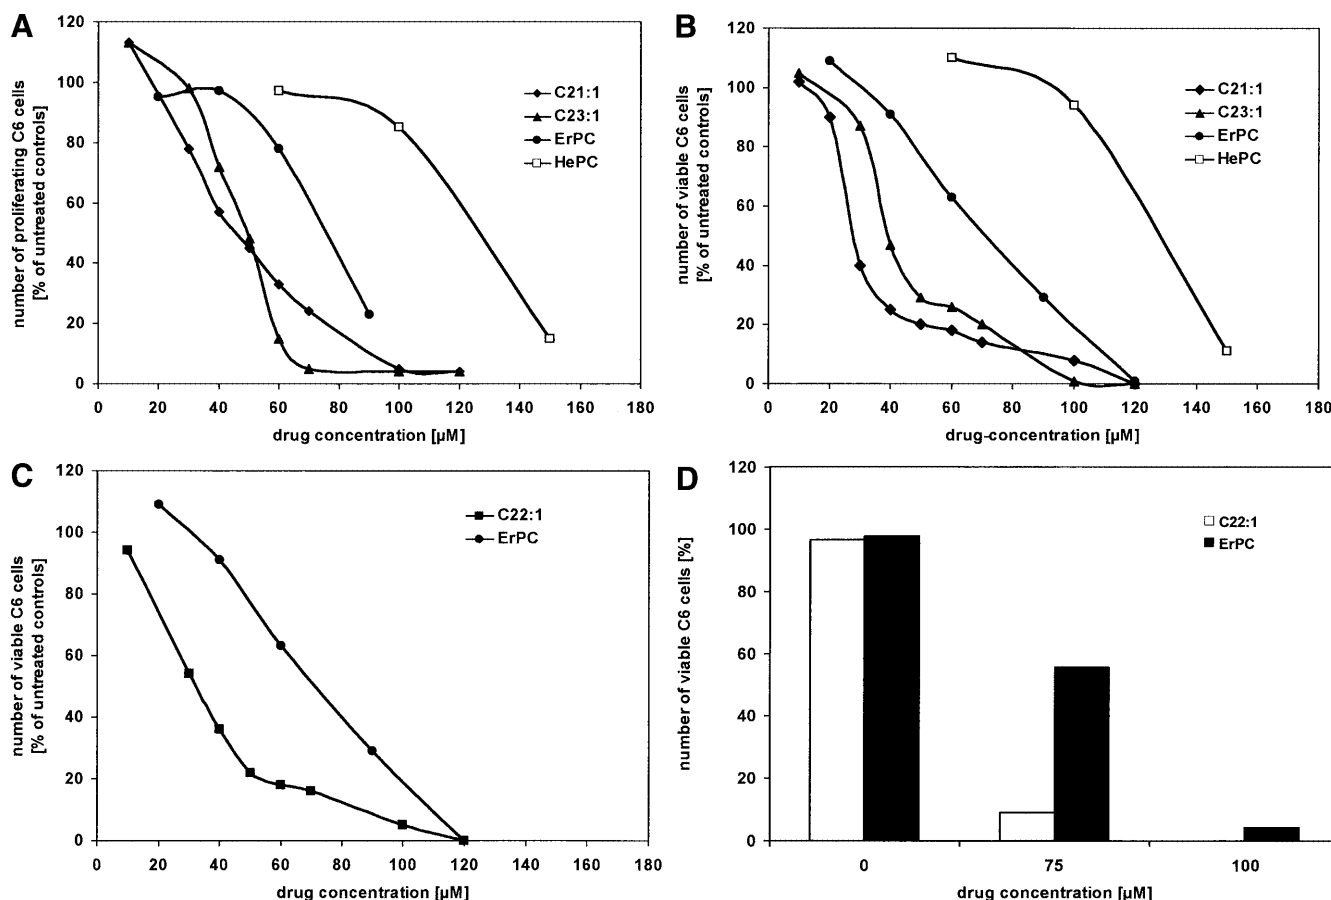 A
number of proliferating C6 cells
[% of untreated controls]
120
100
80
60
40
20
0
0 20 40 60 80 100 120 140 160 180
drug concentration [µM]
C21:1
C23:1
ErPC
HePC
B
number of viable C6 cells
[% of untreated controls]
120
100
80
60
40
20
0
0 20 40 60 80 100 120 140 160 180
drug-concentration [µM]
C21:1
C23:1
ErPC
HePC
C
number of viable C6 cells
[% of untreated controls]
120
100
80
60
40
20
0
0 20 40 60 80 100 120 140 160 180
drug concentration [µM]
C22:1
ErPC
D
number of viable C6 cells [%]
120
100
80
60
40
20
0
0 75 100
drug concentration [µM]
C22:1
ErPC